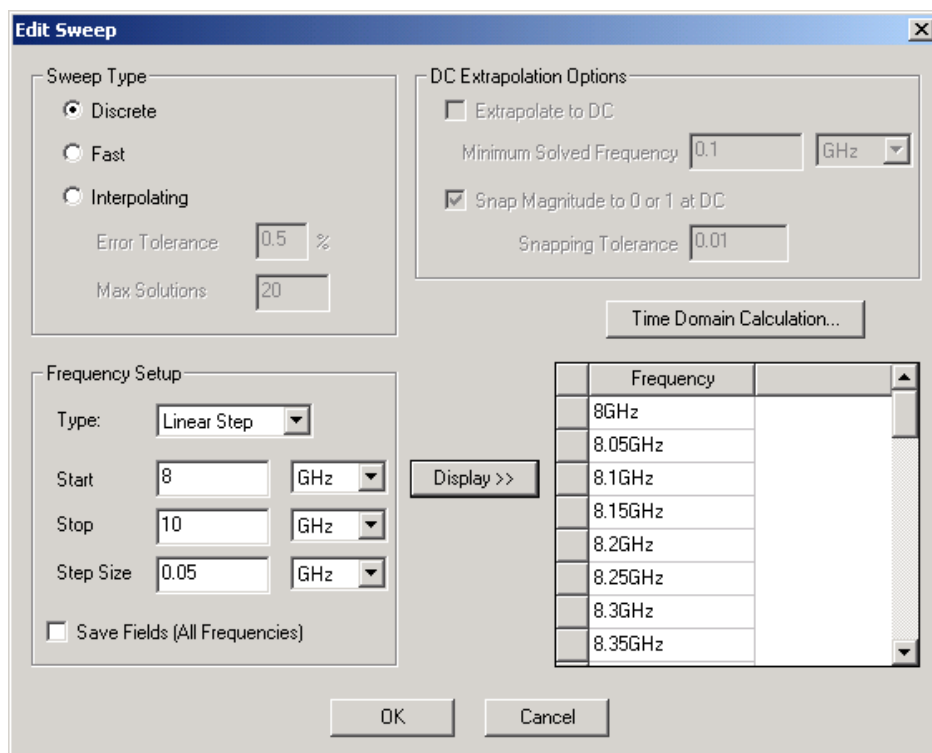 Edit Sweep
Sweep Type
Discrete
Fast
Interpolating
Error Tolerance 0.5 %
Max Solutions 20
DC Extrapolation Options
Extrapolate to DC
Minimum Solved Frequency 0.1 GHz
Snap Magnitude to 0 or 1 at DC
Snapping Tolerance 0.01
Time Domain Calculation...
Frequency Setup
Type: Linear Step
Start 8 GHz
Stop 10 GHz
Step Size 0.05 GHz
Save Fields (All Frequencies)
Display >>
Frequency
8GHz
8.05GHz
8.1GHz
8.15GHz
8.2GHz
8.25GHz
8.3GHz
8.35GHz
OK Cancel